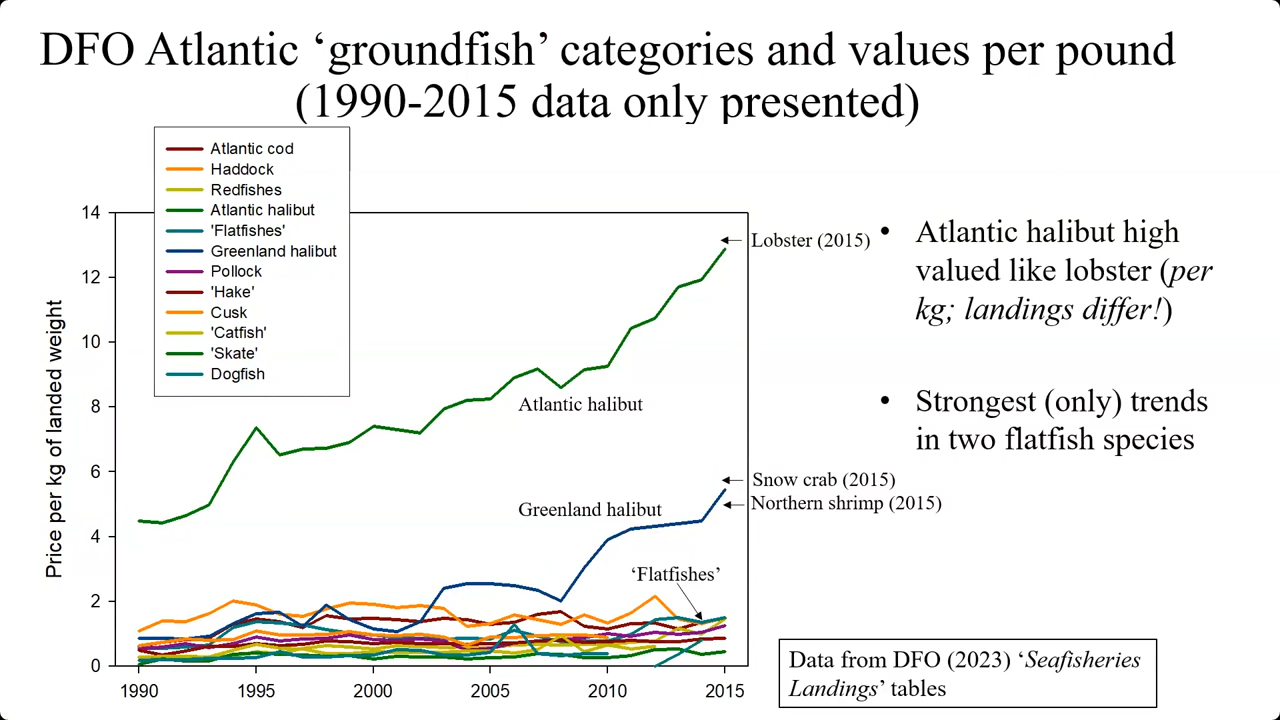 DFO Atlantic ‘groundfish’ categories and values per pound
(1990-2015 data only presented)
Atlantic cod
Haddock
Redfishes
Atlantic halibut
'Flatfishes'
Greenland halibut
Pollock
'Hake'
Cusk
'Catfish'
'Skate'
Dogfish
Price per kg of landed weight
14
12
10
8
6
4
2
0
1990
1995
2000
2005
2010
2015
Lobster (2015)
Atlantic halibut
Snow crab (2015)
Northern shrimp (2015)
Greenland halibut
‘Flatfishes’
• Atlantic halibut high
valued like lobster (per
kg; landings differ!)
• Strongest (only) trends
in two flatfish species
Data from DFO (2023) ‘Seafisheries
Landings’ tables